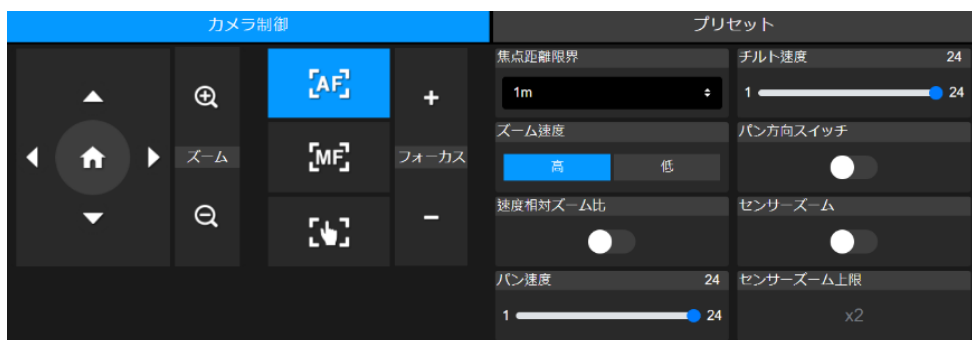 カメラ制御
プリセット
ズーム
[AF]
[MF]
+
フォーカス
−
焦点距離限界
1m
ズーム速度
高 低
速度相対ズーム比
パン速度 24
1 24
チルト速度 24
1 24
パン方向スイッチ
センサーズーム
センサーズーム上限
x2